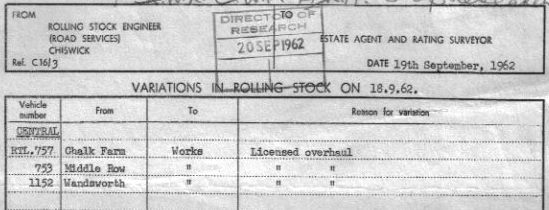 FROM
ROLLING STOCK ENGINEER
(ROAD SERVICES)
CHISWICK
Ref. C16/3
TO
ESTATE AGENT AND RATING SURVEYOR
DATE 19th September, 1962
DIRECTOR OF
RESEARCH
20 SEP 1962
VARIATIONS IN ROLLING STOCK ON 18.9.62.
Vehicle number From To Reason for variation
CENTRAL
RTL.757 Chalk Farm Works Licensed overhaul
753 Middle Row " " "
1152 Wandsworth " " "